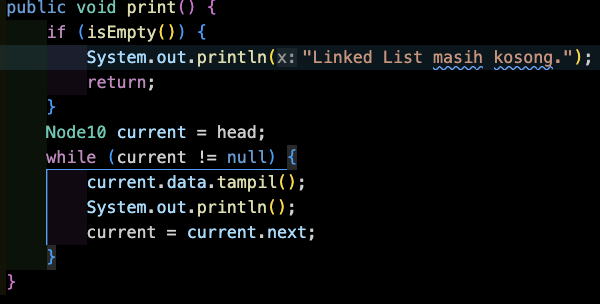 public void print() {
    if (isEmpty()) {
        System.out.println(x: "Linked List masih kosong.");
        return;
    }
    Node10 current = head;
    while (current != null) {
        current.data.tampil();
        System.out.println();
        current = current.next;
    }
}